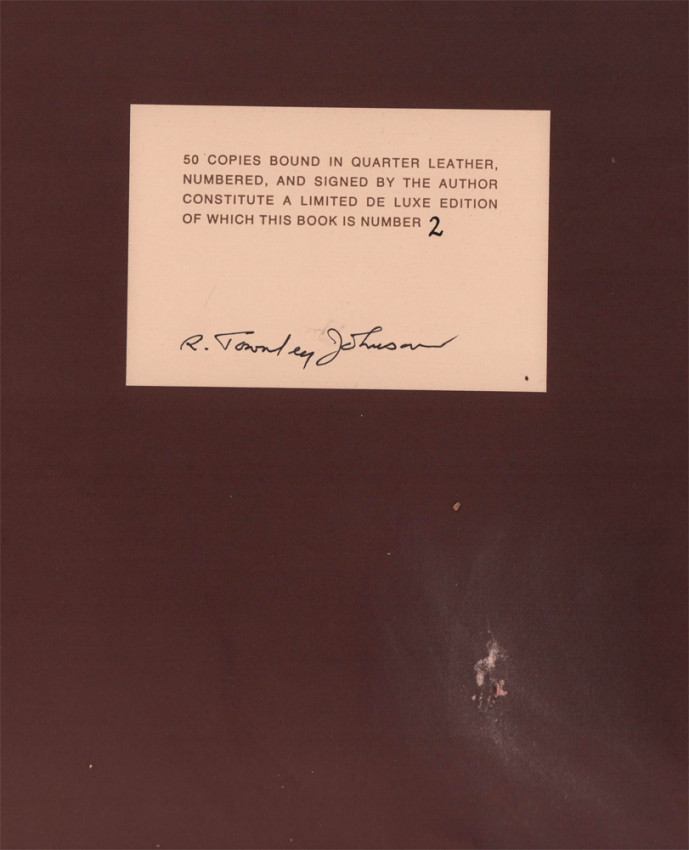 50 COPIES BOUND IN QUARTER LEATHER,
NUMBERED, AND SIGNED BY THE AUTHOR
CONSTITUTE A LIMITED DE LUXE EDITION
OF WHICH THIS BOOK IS NUMBER 2
R. Townley Johnson